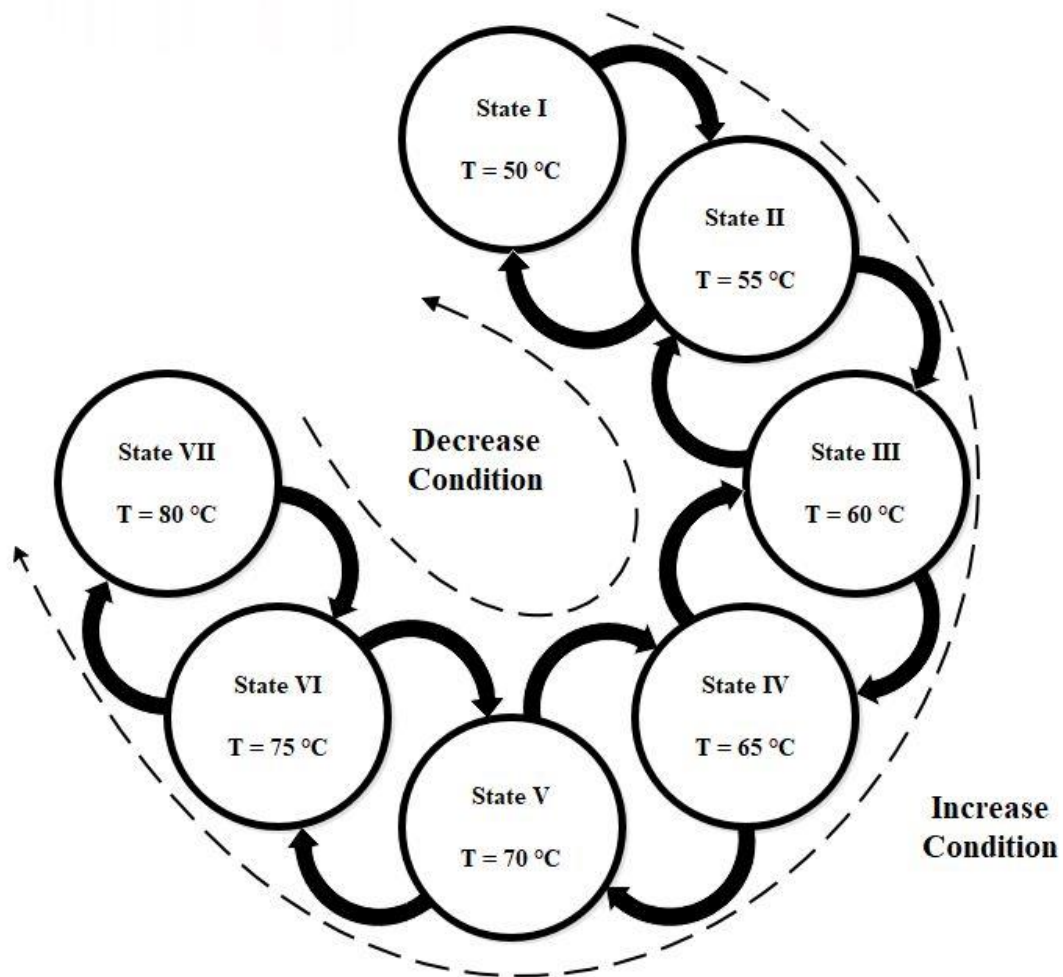 State I
T = 50 °C
State II
T = 55 °C
State III
T = 60 °C
State IV
T = 65 °C
State V
T = 70 °C
State VI
T = 75 °C
State VII
T = 80 °C
Decrease
Condition
Increase
Condition